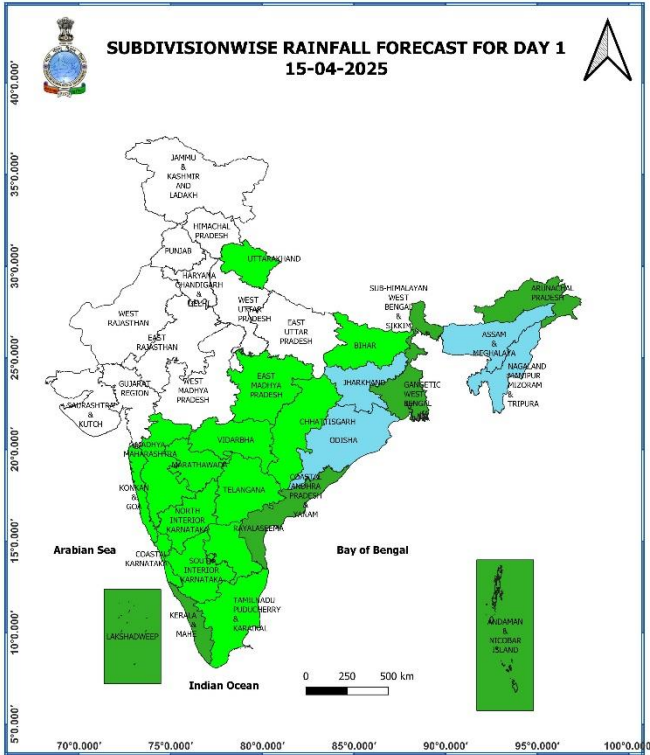 SUBDIVISIONWISE RAINFALL FORECAST FOR DAY 1
15-04-2025
40°0.000'
35°0.000'
30°0.000'
25°0.000'
20°0.000'
15°0.000'
10°0.000'
5°0.000'
JAMMU
&
KASHMIR
AND
LADAKH
HIMACHAL
PRADESH
PUNJAB
UTTARAKHAND
HARYANA
CHANDIGARH
&
DELHI
WEST
UTTAR
PRADESH
EAST
UTTAR
PRADESH
WEST
RAJASTHAN
EAST
RAJASTHAN
SUB-HIMALAYAN
WEST
BENGAL
&
SIKKIM
ARUNACHAL
PRADESH
ASSAM
&
MEGHALAYA
NAGALAND
MANIPUR
MIZORAM
&
TRIPURA
BIHAR
JHARKHAND
GANGETIC
WEST
BENGAL
GUJARAT
REGION
SAURASHTRA
&
KUTCH
WEST
MADHYA
PRADESH
EAST
MADHYA
PRADESH
CHHATTISGARH
ODISHA
VIDARBHA
MADHYA
MAHARASHTRA
MARATHAWADA
KONKAN
&
GOA
TELANGANA
COASTAL
ANDHRA
PRADESH
&
YANAM
RAYALASEEMA
NORTH
INTERIOR
KARNATAKA
COASTAL
KARNATAKA
SOUTH
INTERIOR
KARNATAKA
TAMILNADU
PUDUCHERRY
&
KARAIKAL
KERALA
&
MAHE
LAKSHADWEEP
ANDAMAN
&
NICOBAR
ISLAND
Arabian Sea
Bay of Bengal
Indian Ocean
0 250 500 km
70°0.000' 75°0.000' 80°0.000' 85°0.000' 90°0.000' 95°0.000' 100°0.000'